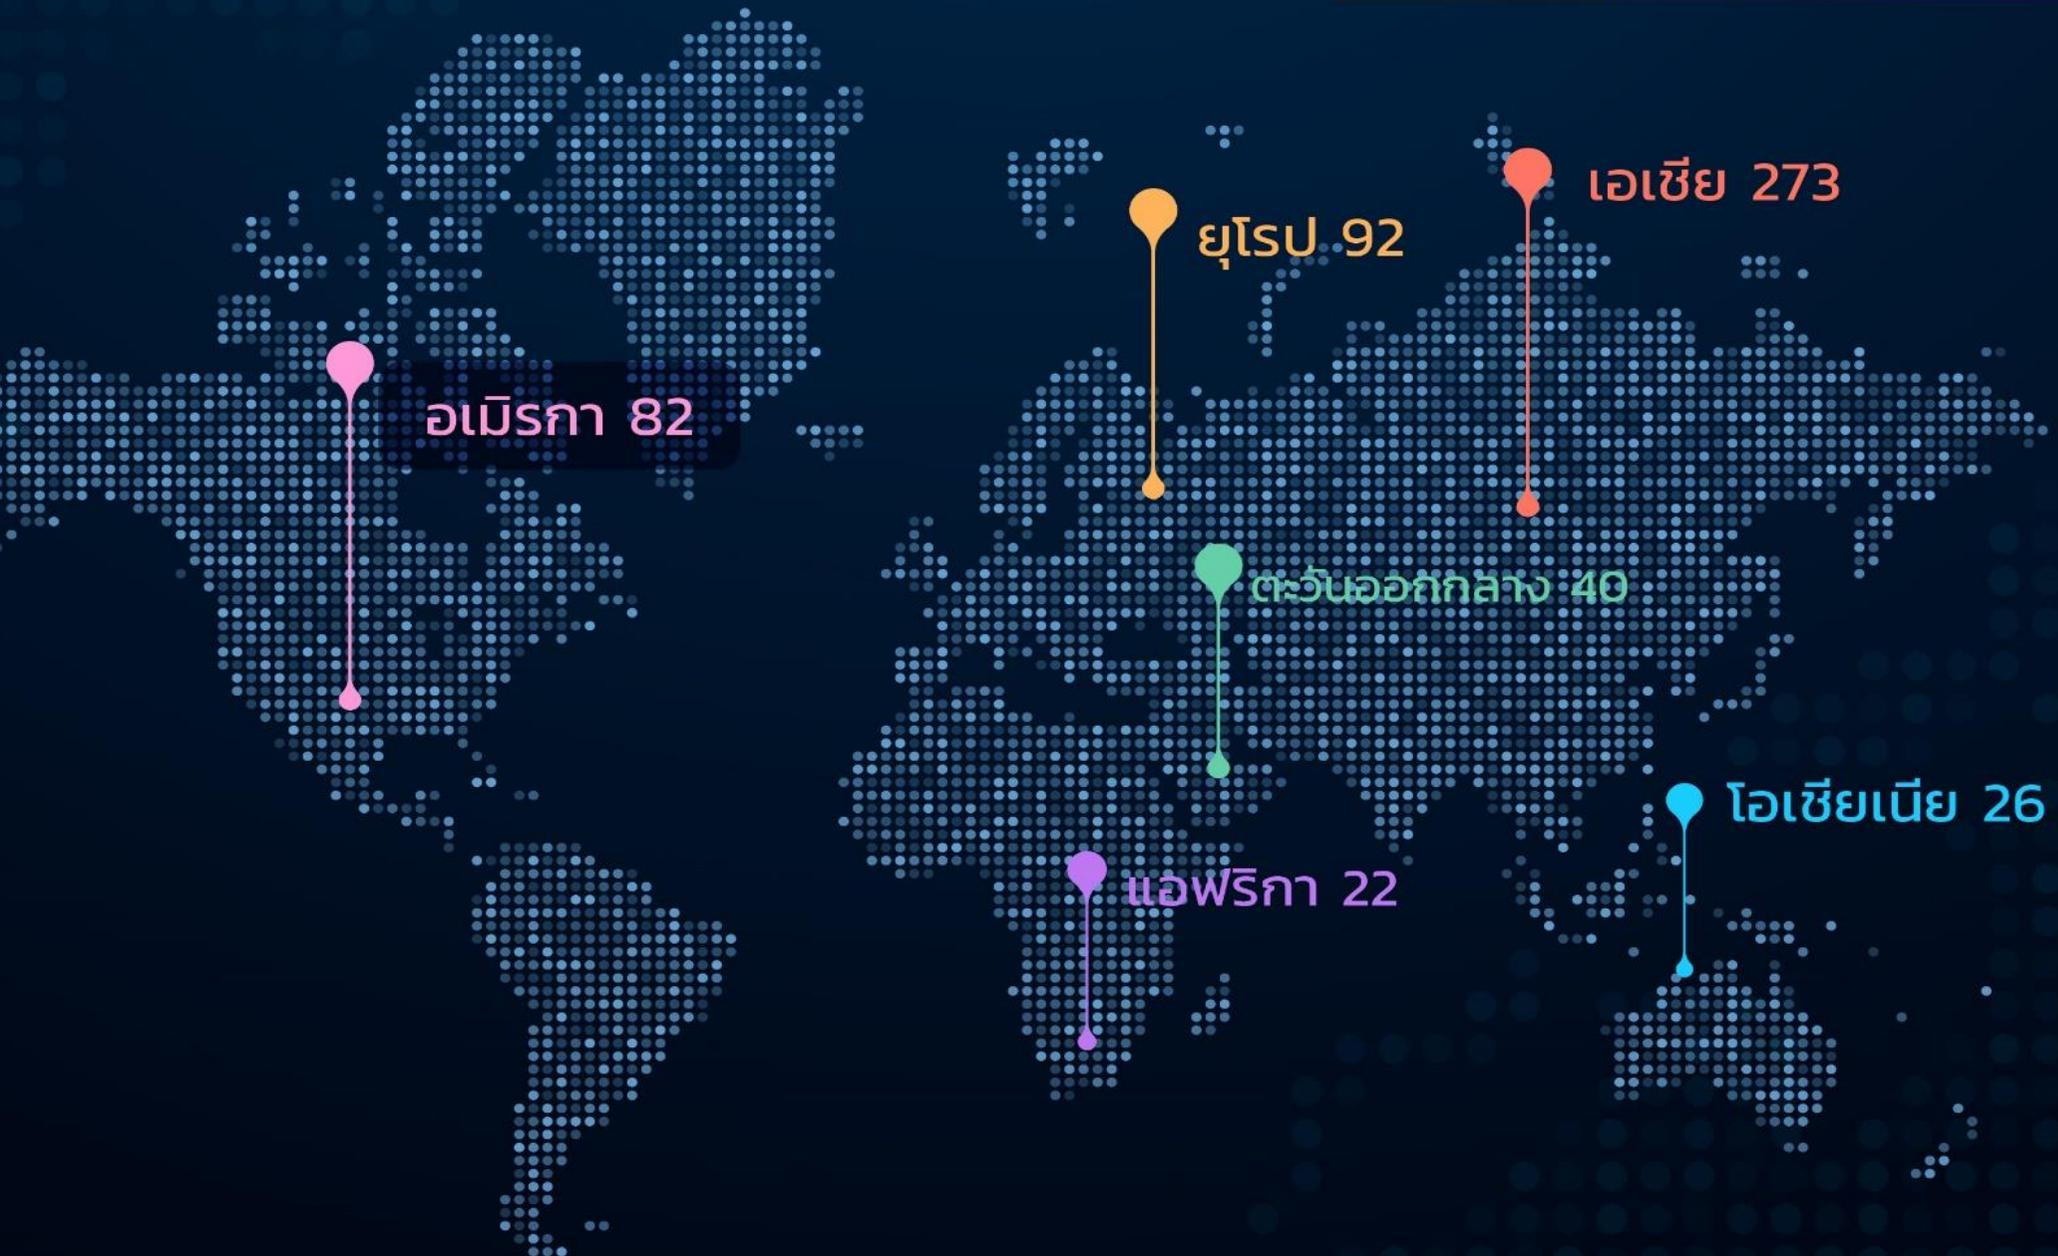 เอเชีย 273
ยุโรป 92
อเมิรกา 82
ตะวันออกกลาง 40
โอเชียเนีย 26
แอฟริกา 22